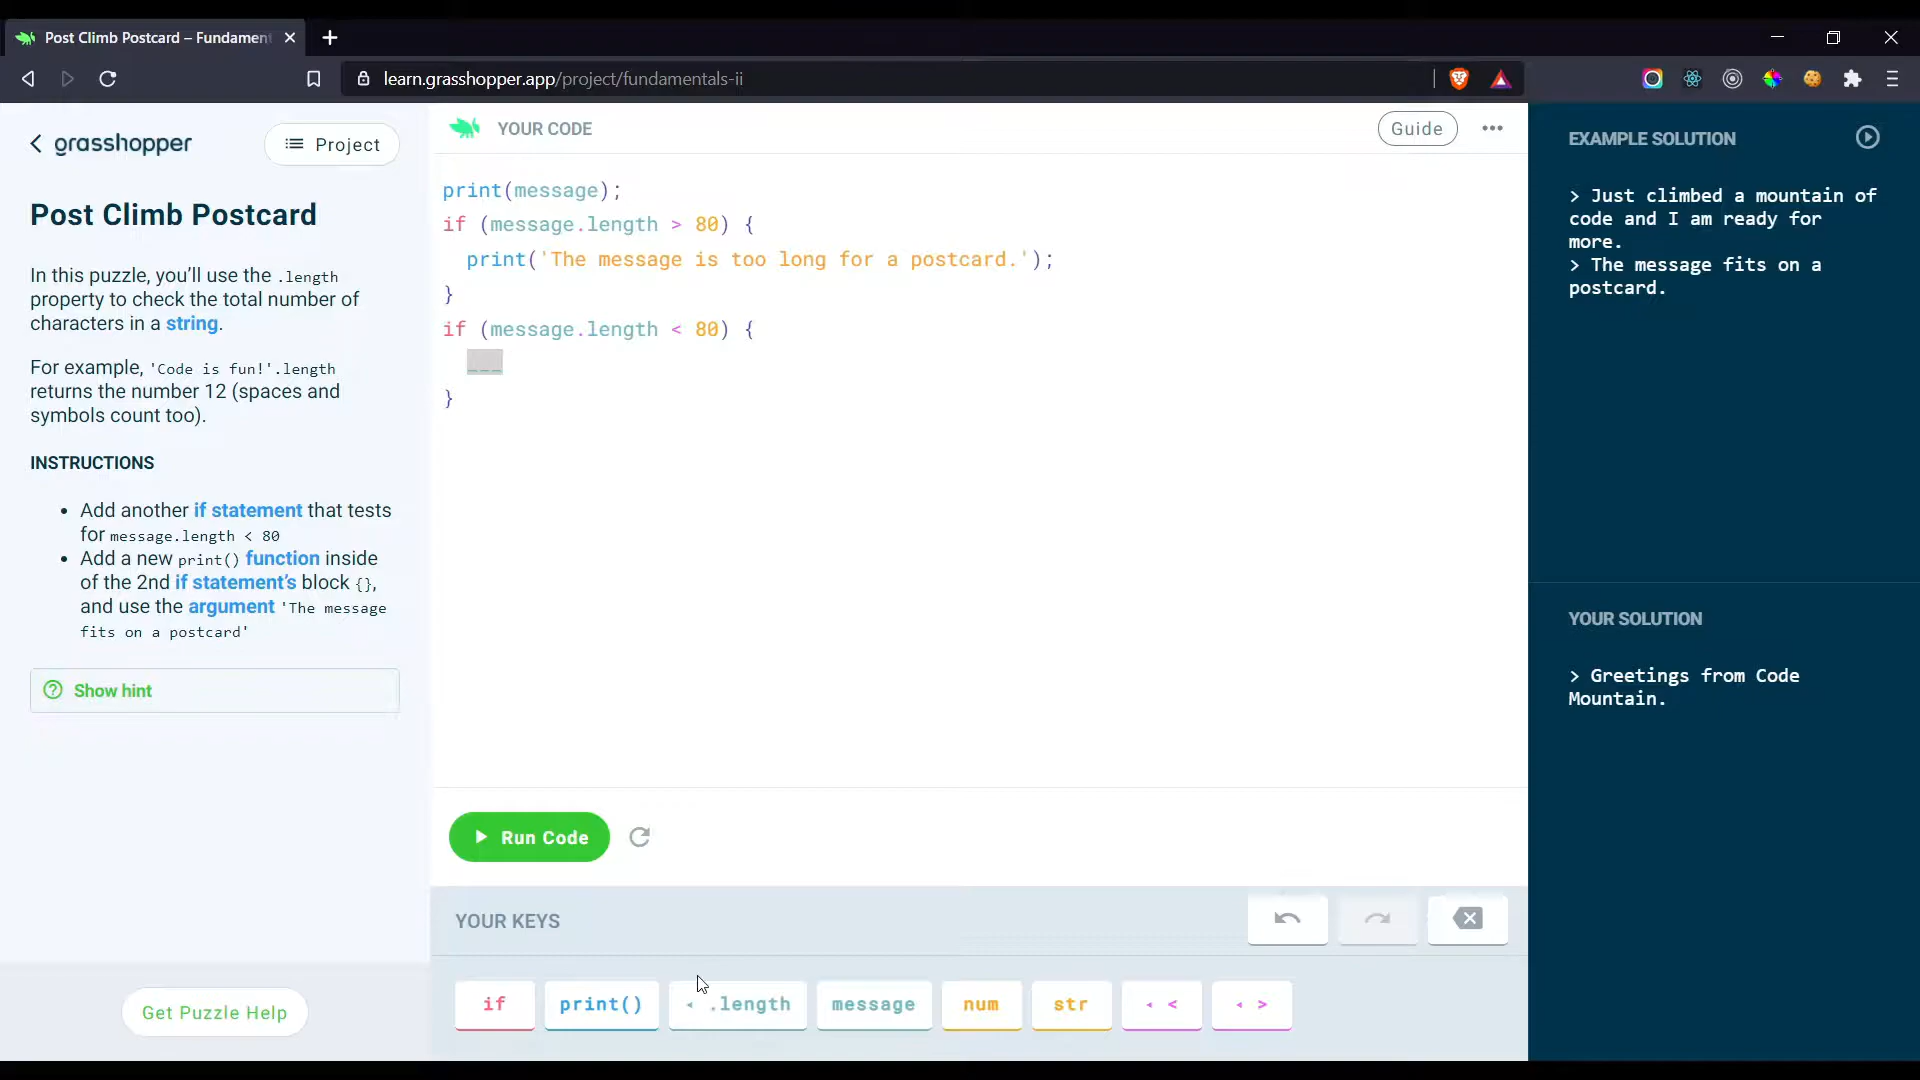 Post Climb Postcard – Fundamen
learn.grasshopper.app/project/fundamentals-ii
grasshopper
Project
Post Climb Postcard
In this puzzle, you’ll use the .length
property to check the total number of
characters in a string.
For example, 'Code is fun!'.length
returns the number 12 (spaces and
symbols count too).
INSTRUCTIONS
• Add another if statement that tests
for message.length < 80
• Add a new print() function inside
of the 2nd if statement’s block {},
and use the argument 'The message
fits on a postcard'
Show hint
Get Puzzle Help
YOUR CODE
Guide
print(message);
if (message.length > 80) {
print('The message is too long for a postcard.');
}
if (message.length < 80) {
___
}
Run Code
YOUR KEYS
if
print()
.length
message
num
str
<
>
EXAMPLE SOLUTION
> Just climbed a mountain of
code and I am ready for
more.
> The message fits on a
postcard.
YOUR SOLUTION
> Greetings from Code
Mountain.